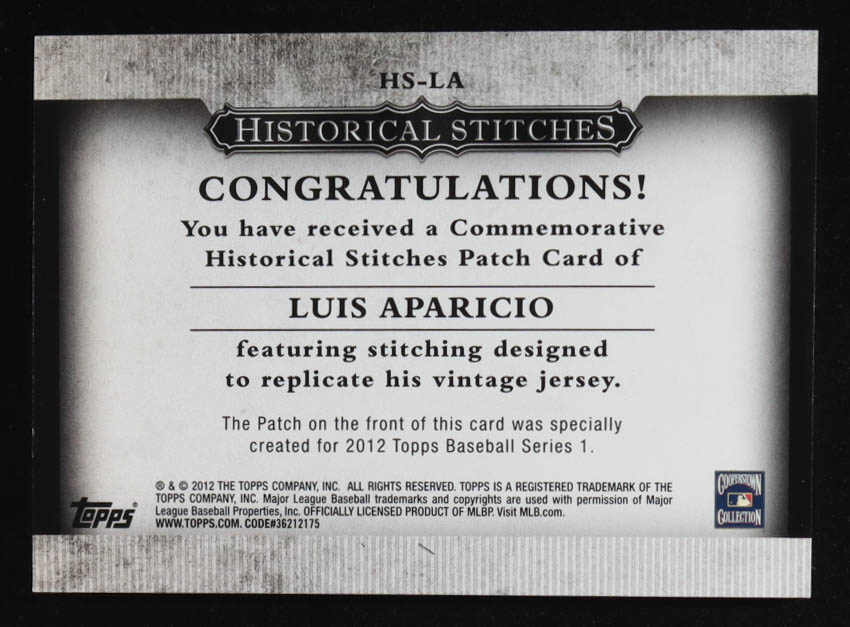 HS-LA
HISTORICAL STITCHES
CONGRATULATIONS!
You have received a Commemorative
Historical Stitches Patch Card of
LUIS APARICIO
featuring stitching designed
to replicate his vintage jersey.
The Patch on the front of this card was specially
created for 2012 Topps Baseball Series 1.
® & © 2012 THE TOPPS COMPANY, INC. ALL RIGHTS RESERVED. TOPPS IS A REGISTERED TRADEMARK OF THE
TOPPS COMPANY, INC. Major League Baseball trademarks and copyrights are used with permission of Major
League Baseball Properties, Inc. OFFICIALLY LICENSED PRODUCT OF MLBP. Visit MLB.com.
WWW.TOPPS.COM. CODE#36212175
topps
COOPERSTOWN
COLLECTION